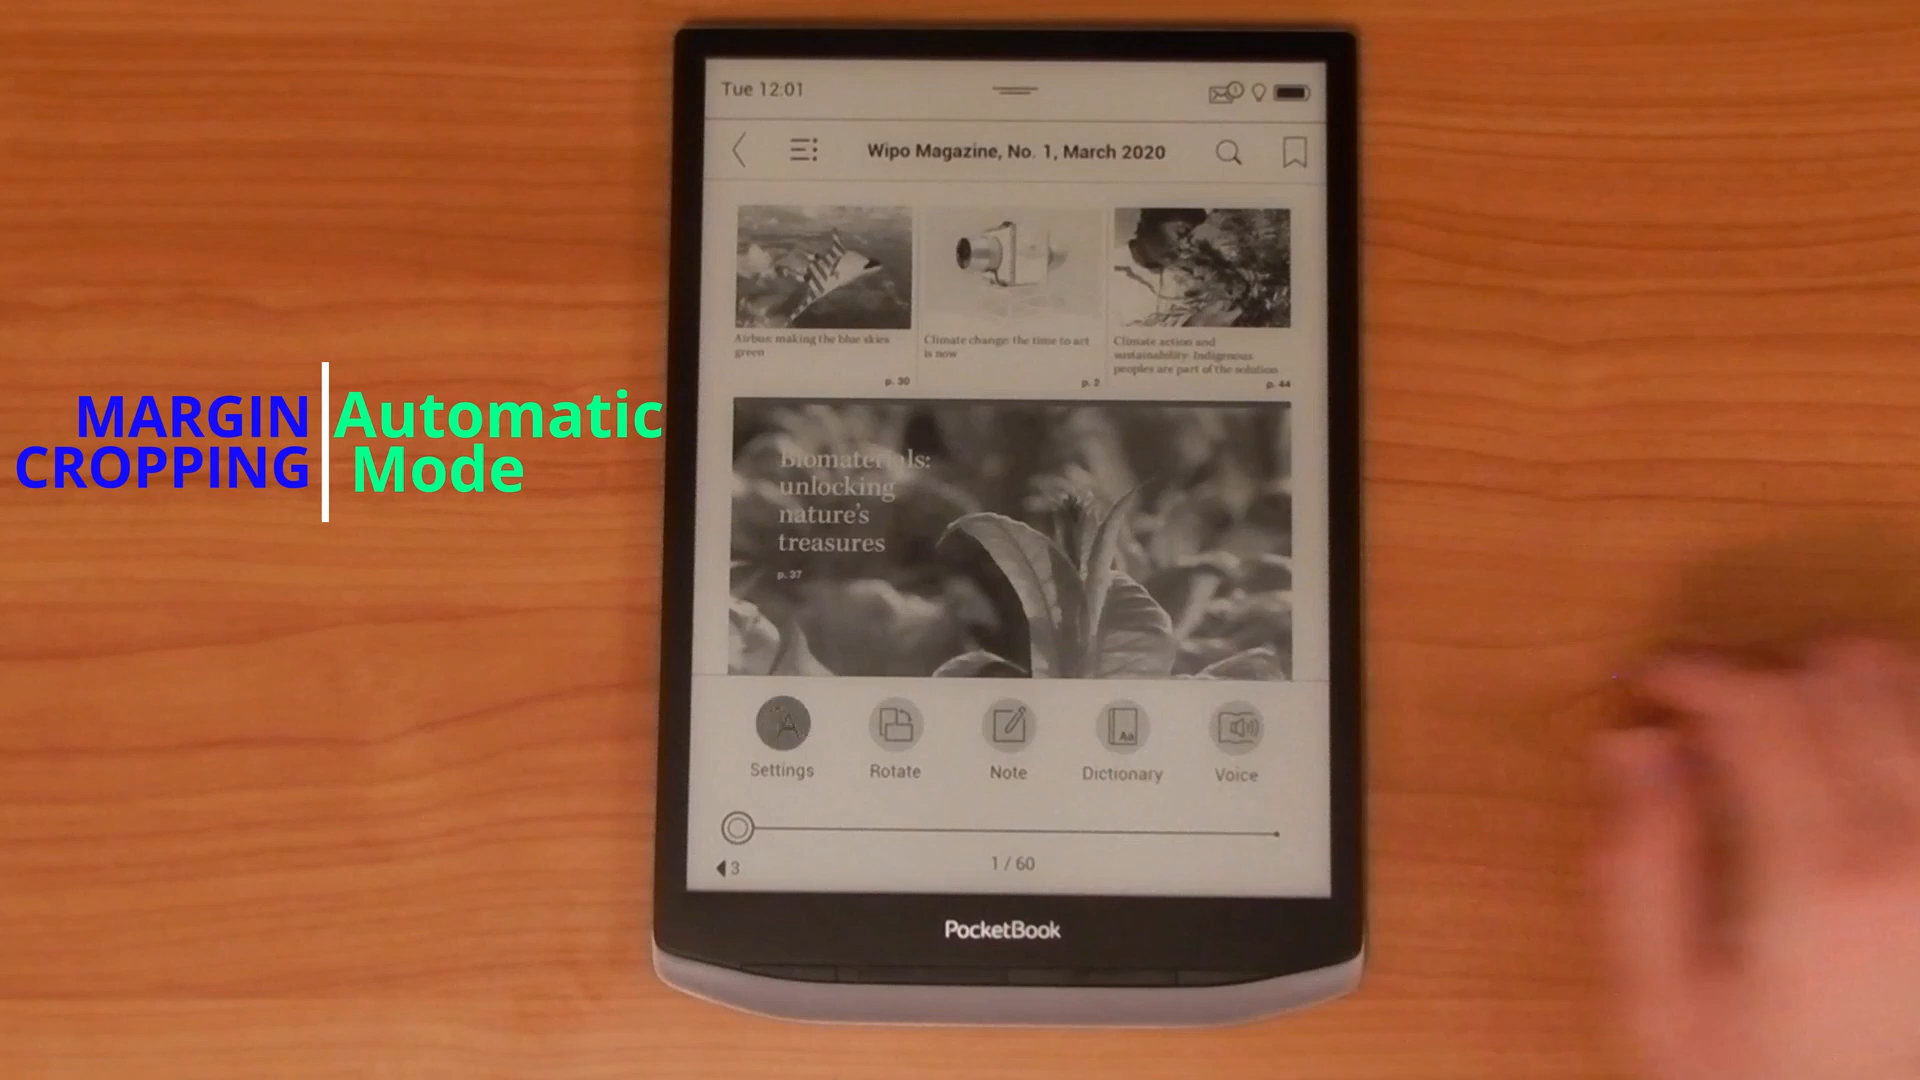 MARGIN
CROPPING
Automatic
Mode
Tue 12:01
Wipo Magazine, No. 1, March 2020
Airbus: making the blue skies
green
p. 30
Climate change: the time to act
is now
p. 2
Climate action and
sustainability: Indigenous
peoples are part of the solution
p. 44
Biomaterials:
unlocking
nature's
treasures
p. 37
Settings
Rotate
Note
Dictionary
Voice
3
1 / 60
PocketBook